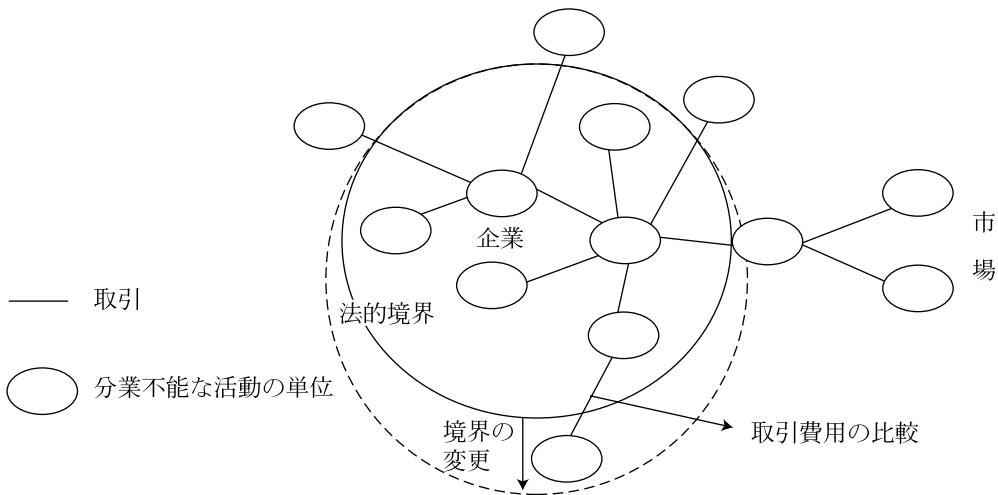 企業
市場
法的境界
取引
分業不能な活動の単位
境界の
変更
取引費用の比較